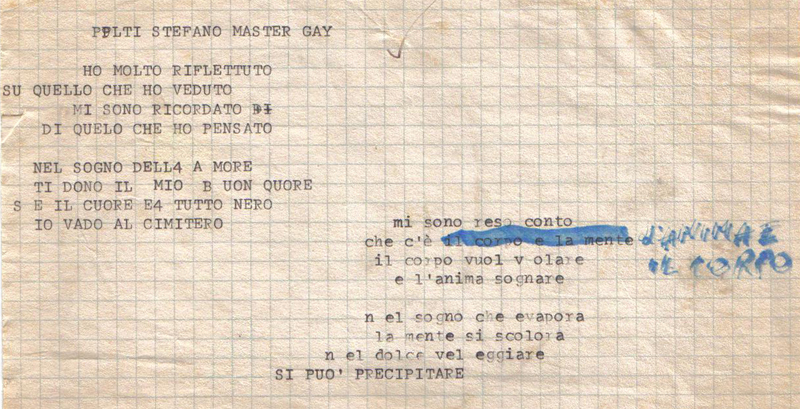 PELTI STEFANO MASTER GAY
HO MOLTO RIFLETTUTO
SU QUELLO CHE HO VEDUTO
MI SONO RICORDATO DI
DI QUELO CHE HO PENSATO
NEL SOGNO DELL4 A MORE
TI DONO IL MIO B UON QUORE
S E IL CUORE E4 TUTTO NERO
IO VADO AL CIMITERO
mi sono reso conto
che c'è il corpo e la mente L'ANIMA E
IL CORPO
il corpo vuol v olare
e l'anima sognare
n el sogno che evapora
la mente si scolora
n el dolce vel eggiare
SI PUO' PRECIPITARE